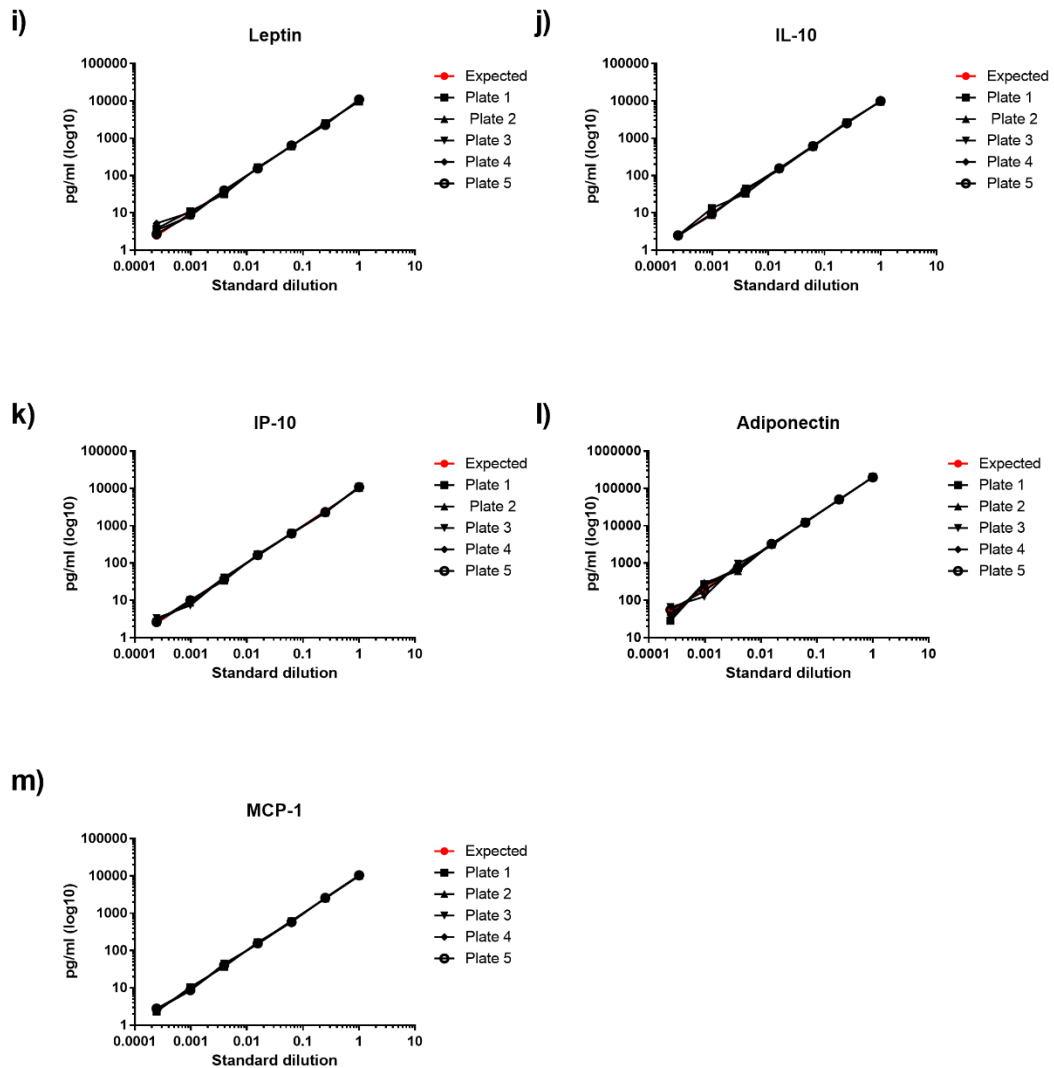 i)
Leptin
100000
10000
1000
100
10
1
pg/ml (log10)
0.0001 0.001 0.01 0.1 1 10
Standard dilution
Expected
Plate 1
Plate 2
Plate 3
Plate 4
Plate 5
j)
IL-10
100000
10000
1000
100
10
1
pg/ml (log10)
0.0001 0.001 0.01 0.1 1 10
Standard dilution
Expected
Plate 1
Plate 2
Plate 3
Plate 4
Plate 5
k)
IP-10
100000
10000
1000
100
10
1
pg/ml (log10)
0.0001 0.001 0.01 0.1 1 10
Standard dilution
Expected
Plate 1
Plate 2
Plate 3
Plate 4
Plate 5
l)
Adiponectin
1000000
100000
10000
1000
100
10
pg/ml (log10)
0.0001 0.001 0.01 0.1 1 10
Standard dilution
Expected
Plate 1
Plate 2
Plate 3
Plate 4
Plate 5
m)
MCP-1
100000
10000
1000
100
10
1
pg/ml (log10)
0.0001 0.001 0.01 0.1 1 10
Standard dilution
Expected
Plate 1
Plate 2
Plate 3
Plate 4
Plate 5